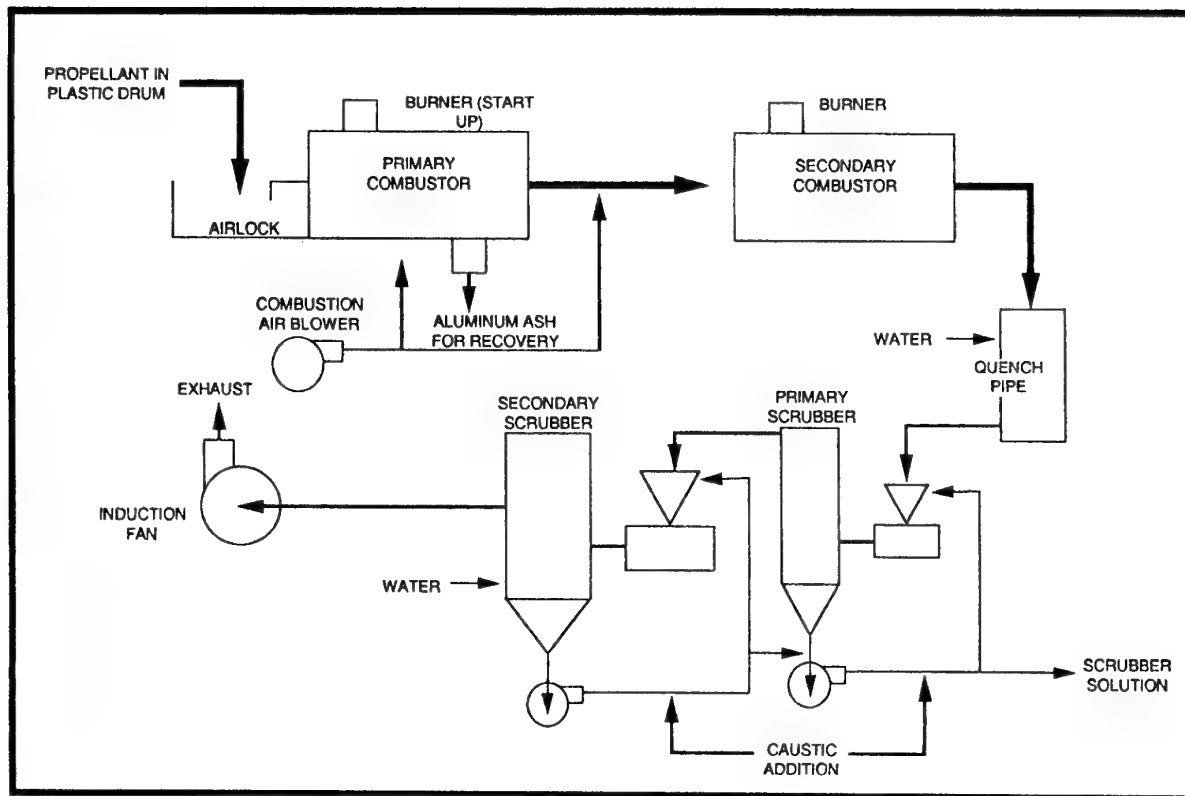 PROPELLANT IN
PLASTIC DRUM
BURNER (START
UP)
BURNER
PRIMARY
COMBUSTOR
SECONDARY
COMBUSTOR
AIRLOCK
COMBUSTION
AIR BLOWER
ALUMINUM ASH
FOR RECOVERY
WATER
QUENCH
PIPE
EXHAUST
SECONDARY
SCRUBBER
PRIMARY
SCRUBBER
INDUCTION
FAN
WATER
SCRUBBER
SOLUTION
CAUSTIC
ADDITION